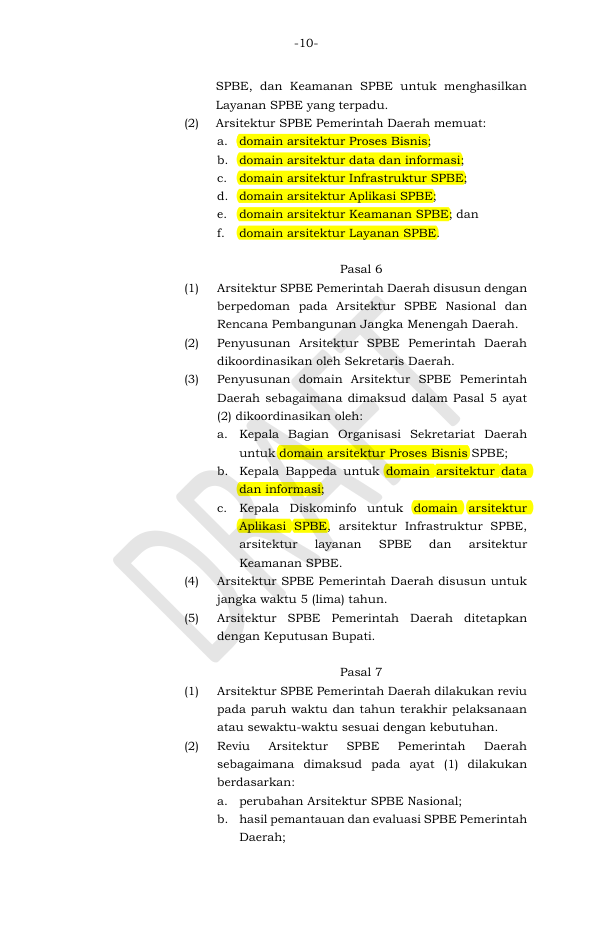 -10-
SPBE, dan Keamanan SPBE untuk menghasilkan
Layanan SPBE yang terpadu.
(2) Arsitektur SPBE Pemerintah Daerah memuat:
a. domain arsitektur Proses Bisnis;
b. domain arsitektur data dan informasi;
c. domain arsitektur Infrastruktur SPBE;
d. domain arsitektur Aplikasi SPBE;
e. domain arsitektur Keamanan SPBE; dan
f. domain arsitektur Layanan SPBE.
Pasal 6
(1) Arsitektur SPBE Pemerintah Daerah disusun dengan
berpedoman pada Arsitektur SPBE Nasional dan
Rencana Pembangunan Jangka Menengah Daerah.
(2) Penyusunan Arsitektur SPBE Pemerintah Daerah
dikoordinasikan oleh Sekretaris Daerah.
(3) Penyusunan domain Arsitektur SPBE Pemerintah
Daerah sebagaimana dimaksud dalam Pasal 5 ayat
(2) dikoordinasikan oleh:
a. Kepala Bagian Organisasi Sekretariat Daerah
untuk domain arsitektur Proses Bisnis SPBE;
b. Kepala Bappeda untuk domain arsitektur data
dan informasi;
c. Kepala Diskominfo untuk domain arsitektur
Aplikasi SPBE, arsitektur Infrastruktur SPBE,
arsitektur layanan SPBE dan arsitektur
Keamanan SPBE.
(4) Arsitektur SPBE Pemerintah Daerah disusun untuk
jangka waktu 5 (lima) tahun.
(5) Arsitektur SPBE Pemerintah Daerah ditetapkan
dengan Keputusan Bupati.
Pasal 7
(1) Arsitektur SPBE Pemerintah Daerah dilakukan reviu
pada paruh waktu dan tahun terakhir pelaksanaan
atau sewaktu-waktu sesuai dengan kebutuhan.
(2) Reviu Arsitektur SPBE Pemerintah Daerah
sebagaimana dimaksud pada ayat (1) dilakukan
berdasarkan:
a. perubahan Arsitektur SPBE Nasional;
b. hasil pemantauan dan evaluasi SPBE Pemerintah
Daerah;
DRAFT